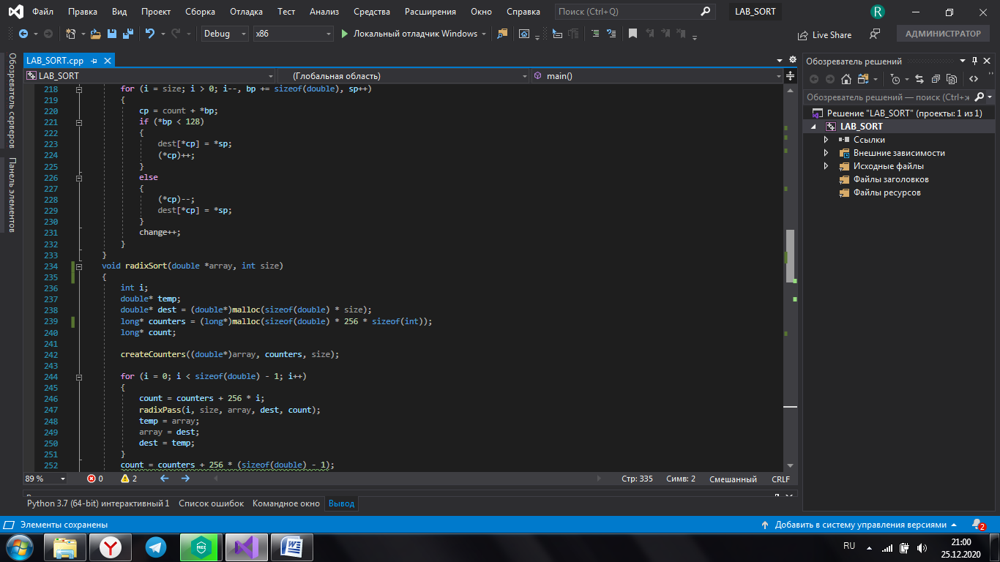 Файл Правка Вид Проект Сборка Отладка Тест Анализ Средства Расширения Окно Справка Поиск (Ctrl+Q) LAB_SORT R
Debug x86 Локальный отладчик Windows Live Share АДМИНИСТРАТОР
Обозреватель серверов
Панель элементов
LAB_SORT.cpp
LAB_SORT (Глобальная область) main()
218 for (i = size; i > 0; i--, bp += sizeof(double), sp++)
219 {
220 cp = count + *bp;
221 if (*bp < 128)
222 {
223 dest[*cp] = *sp;
224 (*cp)++;
225 }
226 else
227 {
228 (*cp)--;
229 dest[*cp] = *sp;
230 }
231 change++;
232 }
233 }
234 void radixSort(double *array, int size)
235 {
236 int i;
237 double* temp;
238 double* dest = (double*)malloc(sizeof(double) * size);
239 long* counters = (long*)malloc(sizeof(double) * 256 * sizeof(int));
240 long* count;
241
242 createCounters((double*)array, counters, size);
243
244 for (i = 0; i < sizeof(double) - 1; i++)
245 {
246 count = counters + 256 * i;
247 radixPass(i, size, array, dest, count);
248 temp = array;
249 array = dest;
250 dest = temp;
251 }
252 count = counters + 256 * (sizeof(double) - 1);
89 % 0 2 Стр: 335 Симв: 2 Смешанный CRLF
Python 3.7 (64-bit) интерактивный 1 Список ошибок Командное окно Вывод
Обозреватель решений
Обозреватель решений — поиск (Ctrl+ж
Решение "LAB_SORT" (проекты: 1 из 1)
LAB_SORT
Ссылки
Внешние зависимости
Исходные файлы
Файлы заголовков
Файлы ресурсов
Элементы сохранены Добавить в систему управления версиями 2
FREE
RU 21:00
25.12.2020